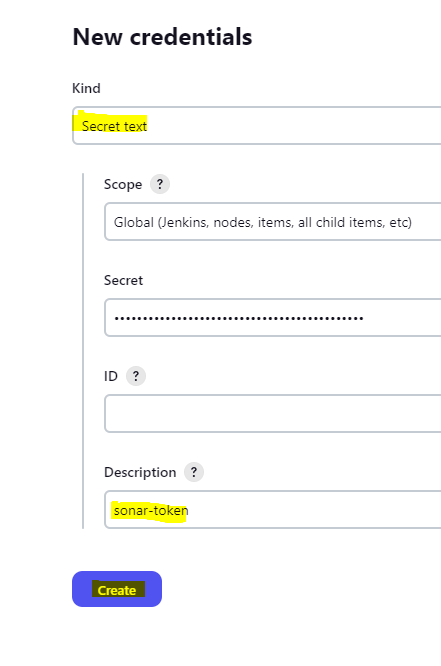 New credentials
Kind
Secret text
Scope ?
Global (Jenkins, nodes, items, all child items, etc)
Secret
••••••••••••••••••••••••••••••••••••••••••••
ID ?
Description ?
sonar-token
Create